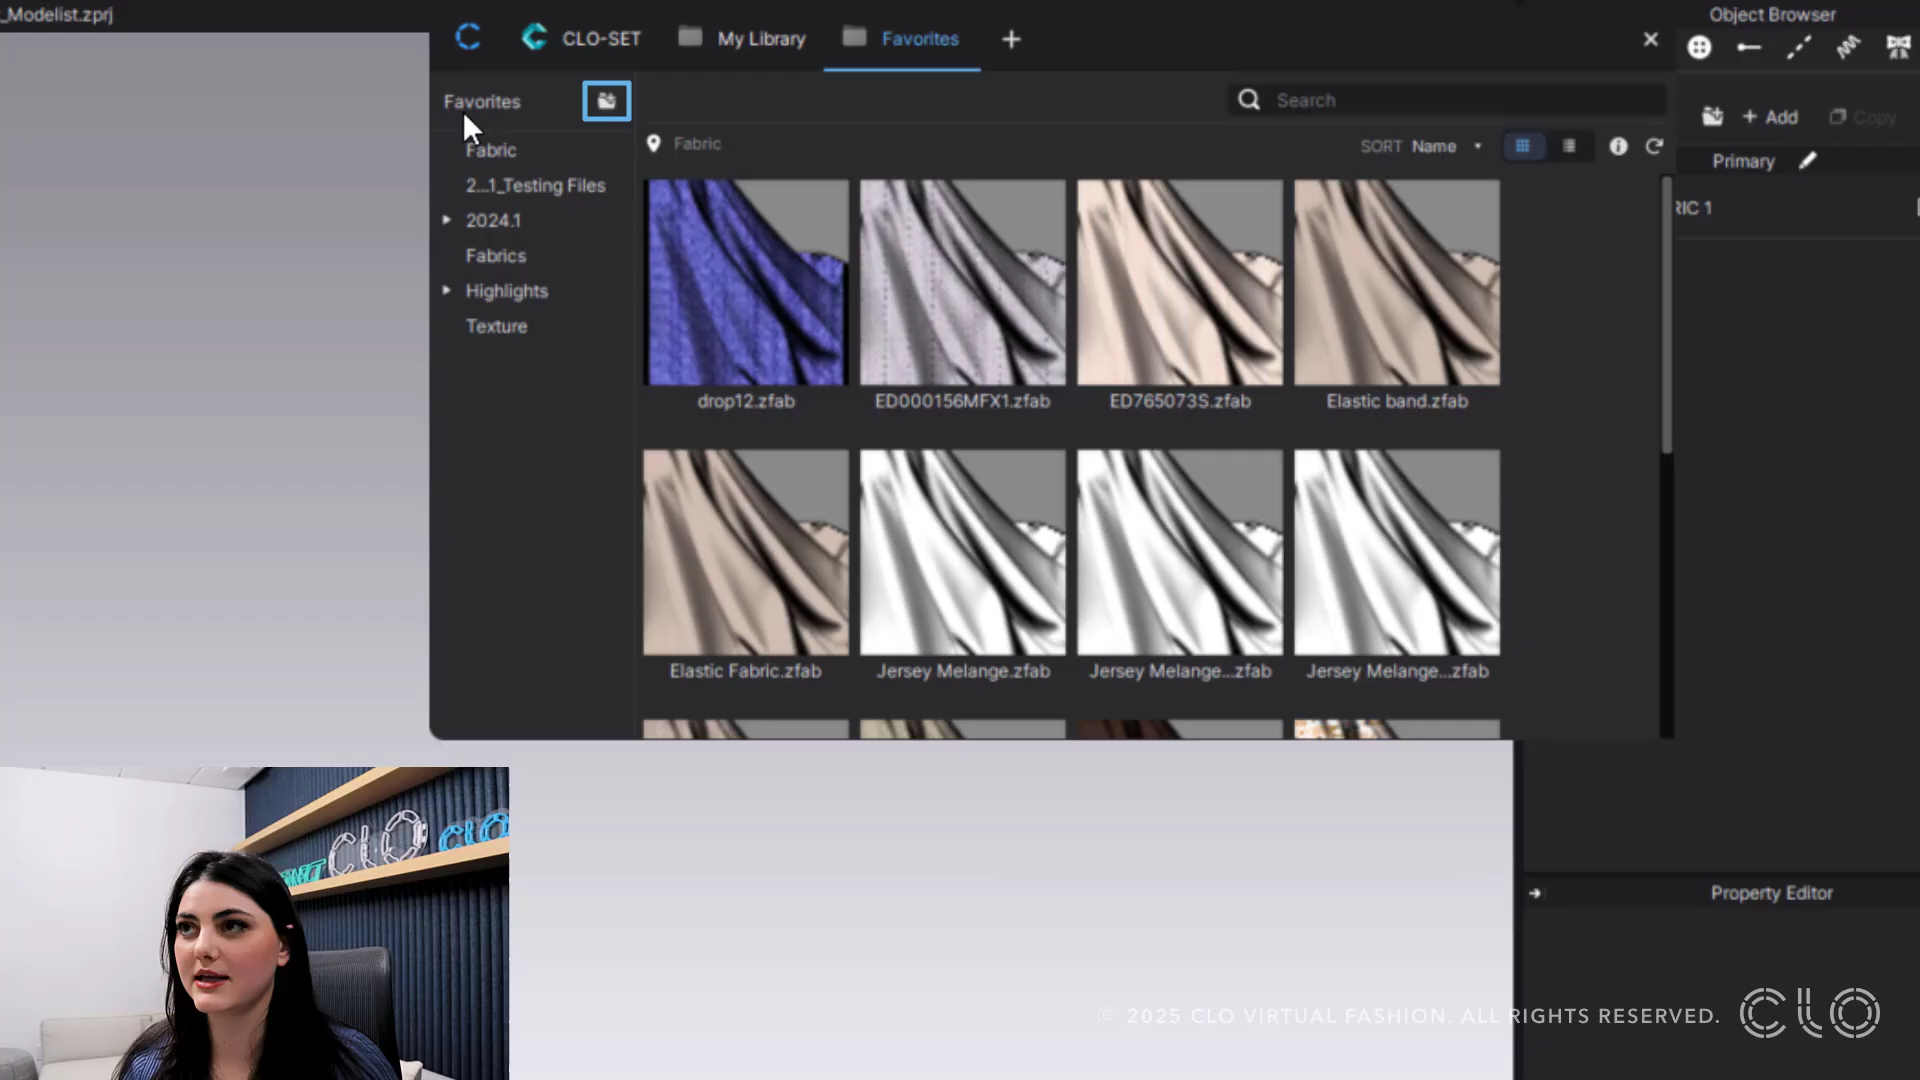 _Modelist.zprj
CLO-SET
My Library
Favorites
Object Browser
Favorites
Search
+ Add
Copy
Fabric
Fabric
SORT Name
Primary
2...1_Testing Files
2024.1
RIC 1
Fabrics
Highlights
Texture
drop12.zfab
ED000156MFX1.zfab
ED765073S.zfab
Elastic band.zfab
Elastic Fabric.zfab
Jersey Melange.zfab
Jersey Melange...zfab
Jersey Melange...zfab
CLO
CLO
Property Editor
© 2025 CLO VIRTUAL FASHION. ALL RIGHTS RESERVED.
CLO